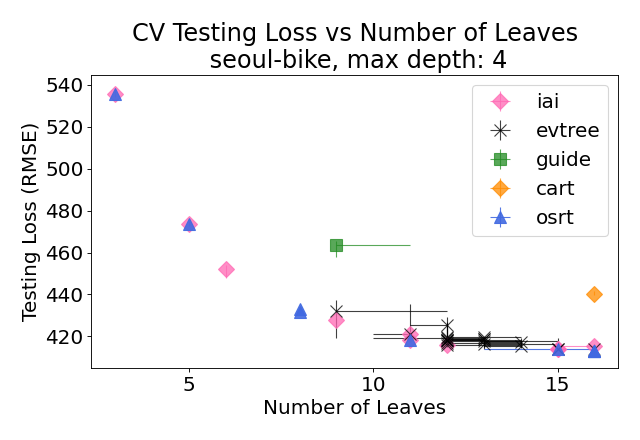 CV Testing Loss vs Number of Leaves
seoul-bike, max depth: 4
Testing Loss (RMSE)
540
520
500
480
460
440
420
iai
evtree
guide
cart
osrt
5
10
15
Number of Leaves